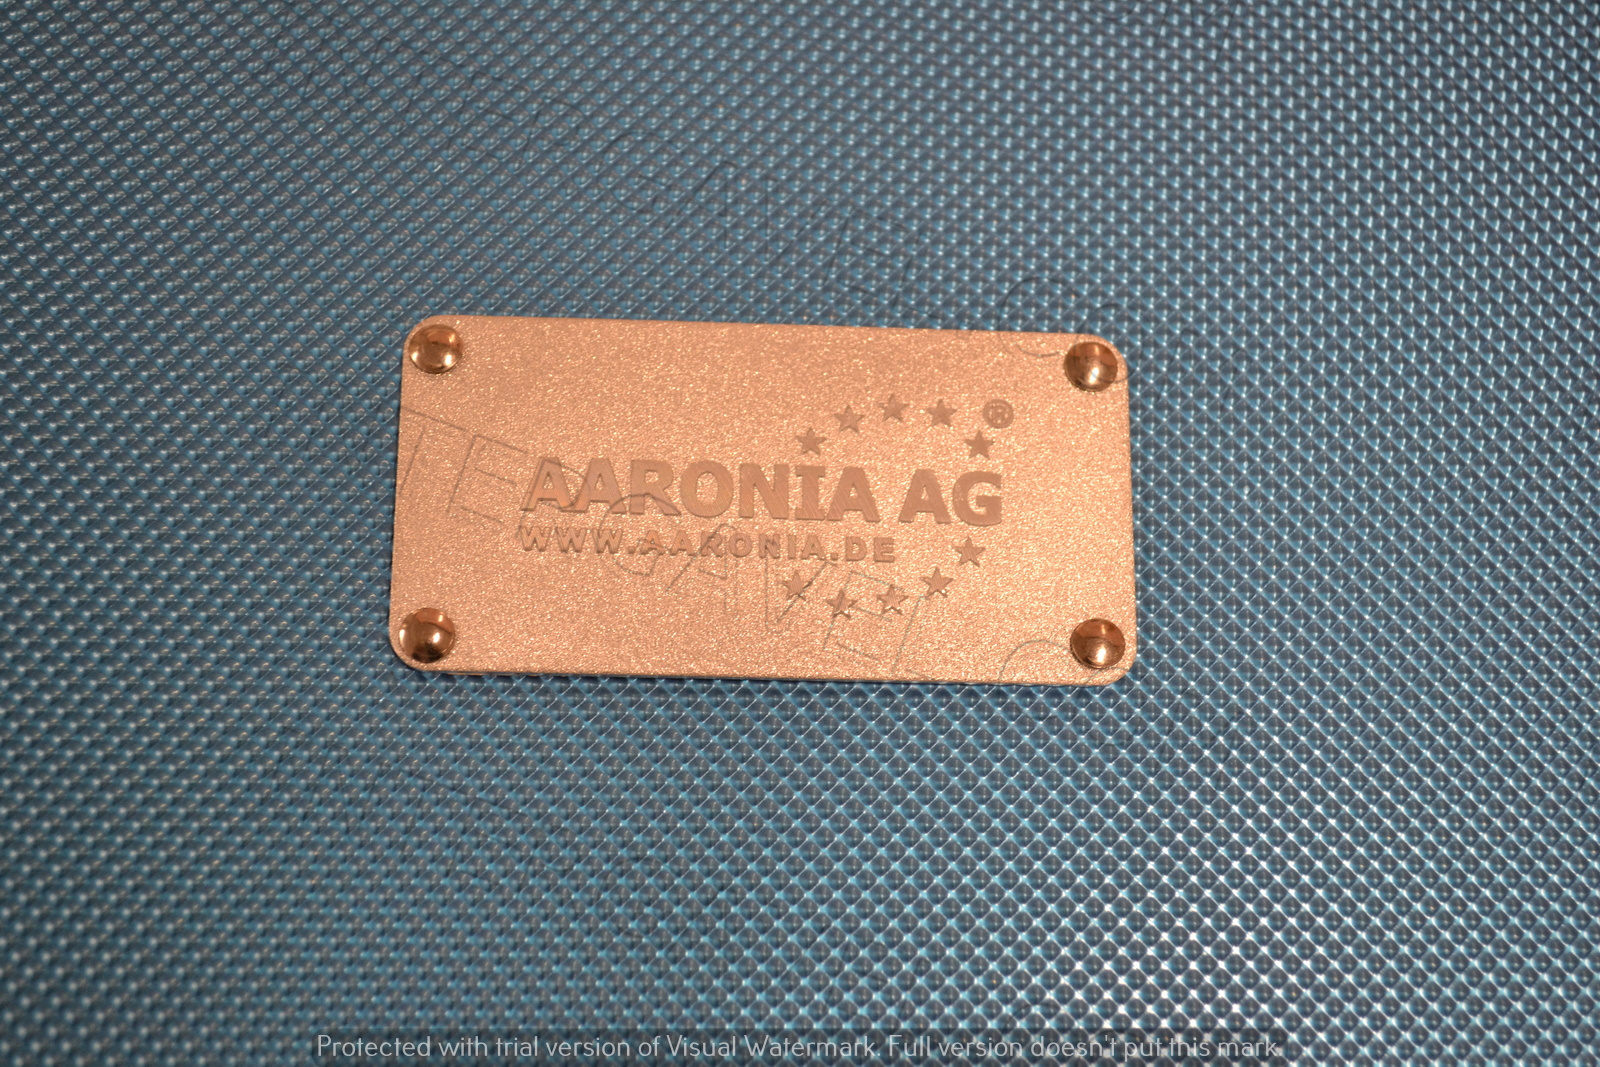 ®
AARONIA AG
WWW.AARONIA.DE
Protected with trial version of Visual Watermark. Full version doesn't put this mark.